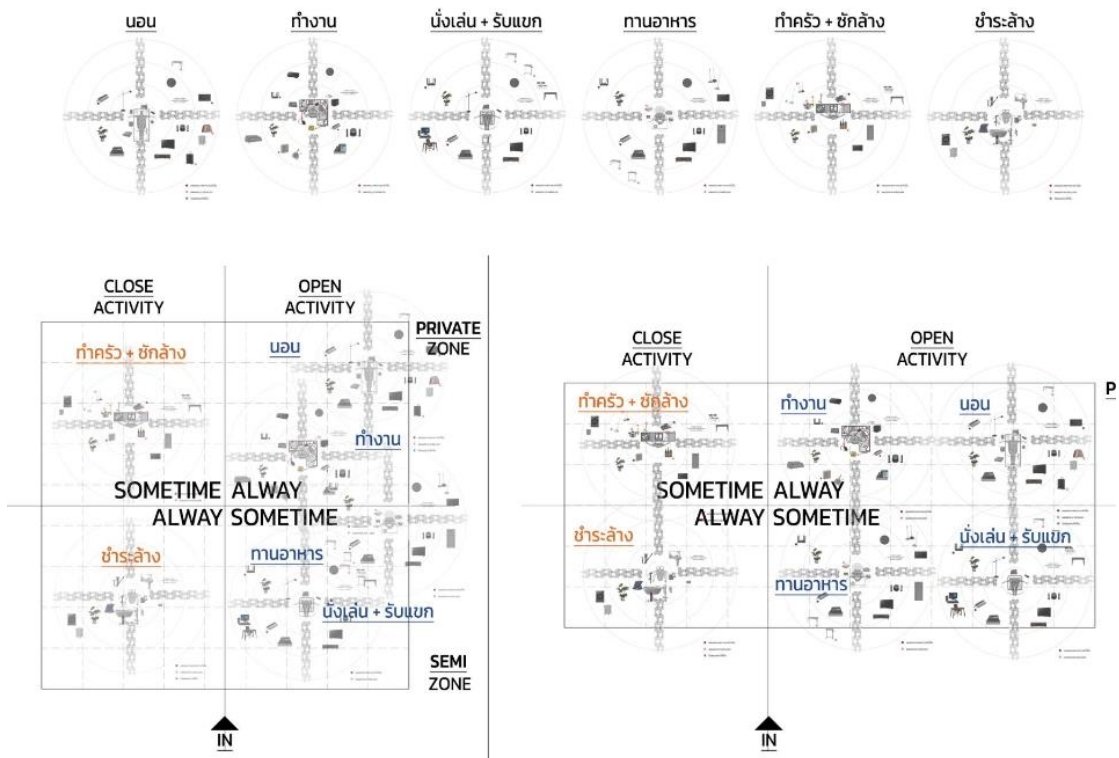 นอน
ทำงาน
นั่งเล่น + รับแขก
ทานอาหาร
ทำครัว + ซักล้าง
ชำระล้าง
CLOSE
ACTIVITY
OPEN
ACTIVITY
PRIVATE
ZONE
ทำครัว + ซักล้าง
นอน
ทำงาน
SOMETIME ALWAY
ALWAY SOMETIME
ชำระล้าง
ทานอาหาร
นั่งเล่น + รับแขก
SEMI
ZONE
IN
CLOSE
ACTIVITY
OPEN
ACTIVITY
P
ทำครัว + ซักล้าง
ทำงาน
นอน
SOMETIME ALWAY
ALWAY SOMETIME
ชำระล้าง
ทานอาหาร
นั่งเล่น + รับแขก
IN